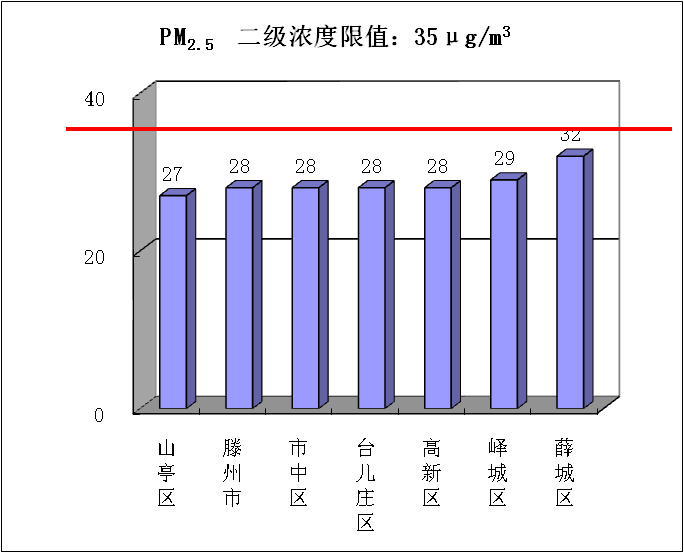 PM2.5 二级浓度限值：35μg/m3
40
20
0
27
28
28
28
28
29
32
山亭区
滕州市
市中区
台儿庄区
高新区
峄城区
薛城区